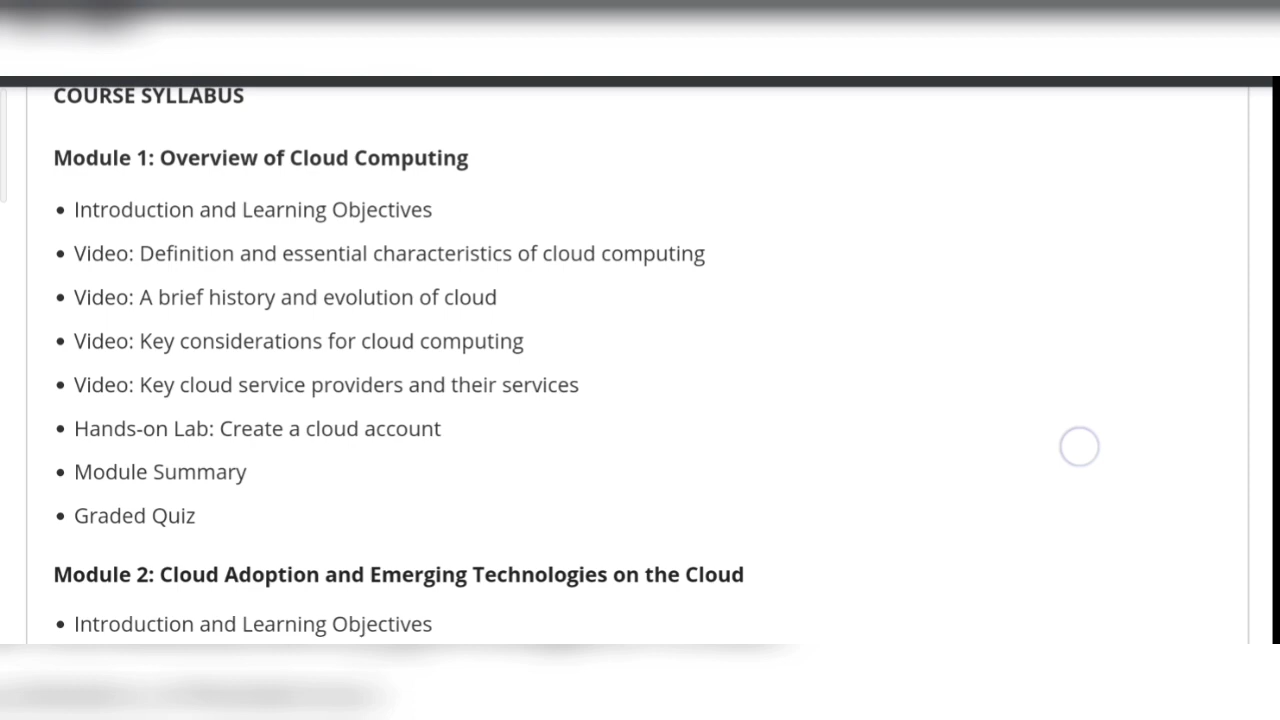 COURSE SYLLABUS
Module 1: Overview of Cloud Computing
• Introduction and Learning Objectives
• Video: Definition and essential characteristics of cloud computing
• Video: A brief history and evolution of cloud
• Video: Key considerations for cloud computing
• Video: Key cloud service providers and their services
• Hands-on Lab: Create a cloud account
• Module Summary
• Graded Quiz
Module 2: Cloud Adoption and Emerging Technologies on the Cloud
• Introduction and Learning Objectives